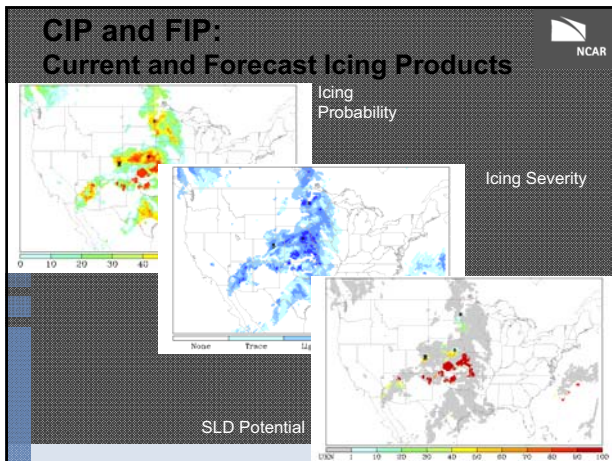 CIP and FIP:
Current and Forecast Icing Products
NCAR
Icing
Probability
0 10 20 30 40
Icing Severity
None Trace
SLD Potential
UKN 1 10 20 30 40 50 60 70 80 90 100